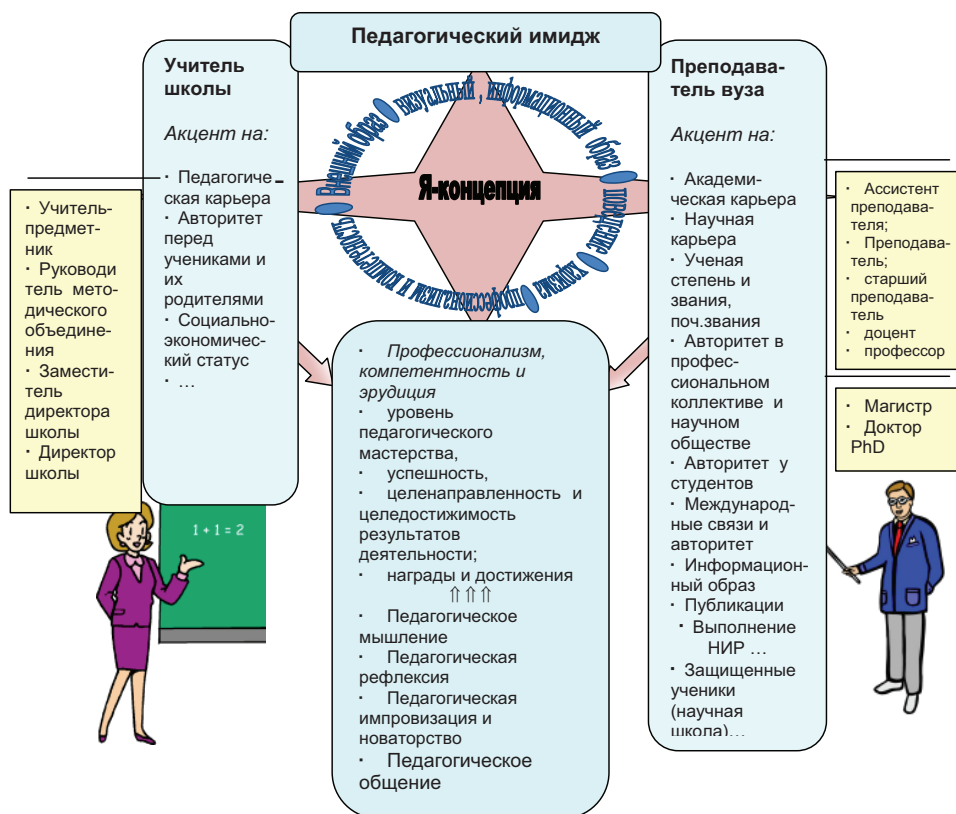 Педагогический имидж
Учитель
школы
Акцент на:
· Педагогиче
ская карьера
· Авторитет
перед
учениками и
их
родителями
· Социально-
экономический
статус
· …
· Учитель-
предмет-
ник
· Руководи
тель мето-
дического
объедине-
ния
· Замести-
тель
директора
школы
· Директор
школы
1 + 1 = 2
Внешний образ
визуальный , информационный образ
поведение
харизма
профессионализм и компетентность
Я-концепция
· Профессионализм,
компетентность и
эрудиция
· уровень
педагогического
мастерства,
· успешность,
· целенаправленность и
целедостижимость
результатов
деятельности;
· награды и достижения
⇑⇑⇑
· Педагогическое
мышление
· Педагогическая
рефлексия
· Педагогическая
импровизация и
новаторство
· Педагогическое
общение
Преподава-
тель вуза
Акцент на:
· Академи-
ческая карьера
· Научная
карьера
· Ученая
степень и
звания,
поч.звания
· Авторитет в
профес-
сиональном
коллективе и
научном
обществе
· Авторитет у
студентов
· Международ-
ные связи и
авторитет
· Информацион-
ный образ
· Публикации
· Выполнение
НИР …
· Защищенные
ученики
(научная
школа)…
· Ассистент
преподава-
теля;
· Преподава-
тель;
· старший
преподава-
тель
· доцент
· профессор
· Магистр
· Доктор
PhD